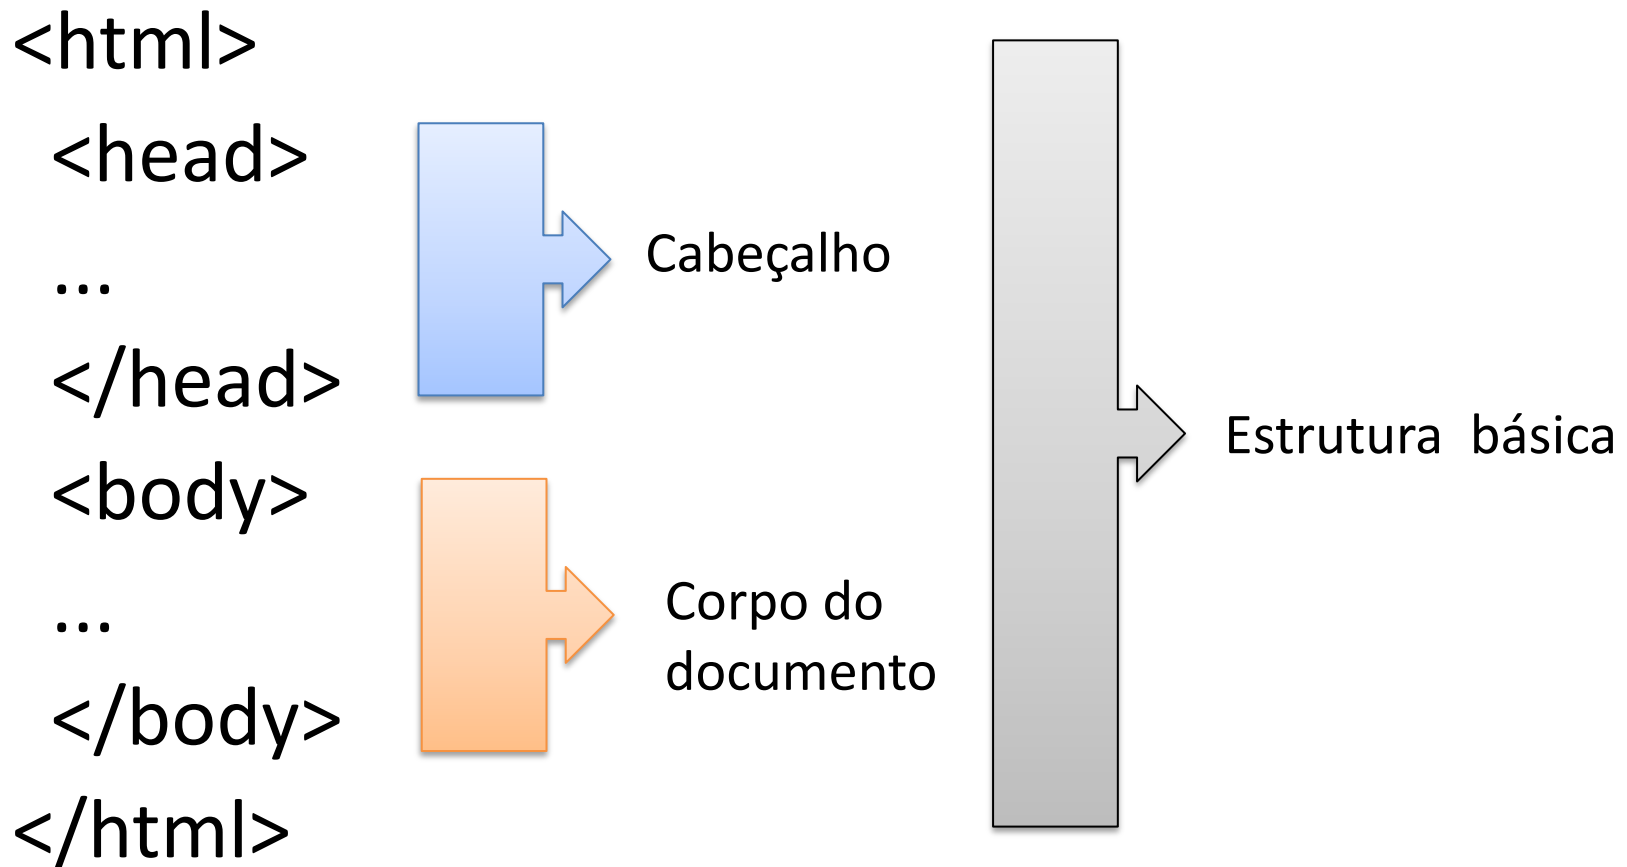 <html>
<head>
...
</head>
<body>
...
</body>
</html>
Cabeçalho
Corpo do
documento
Estrutura básica